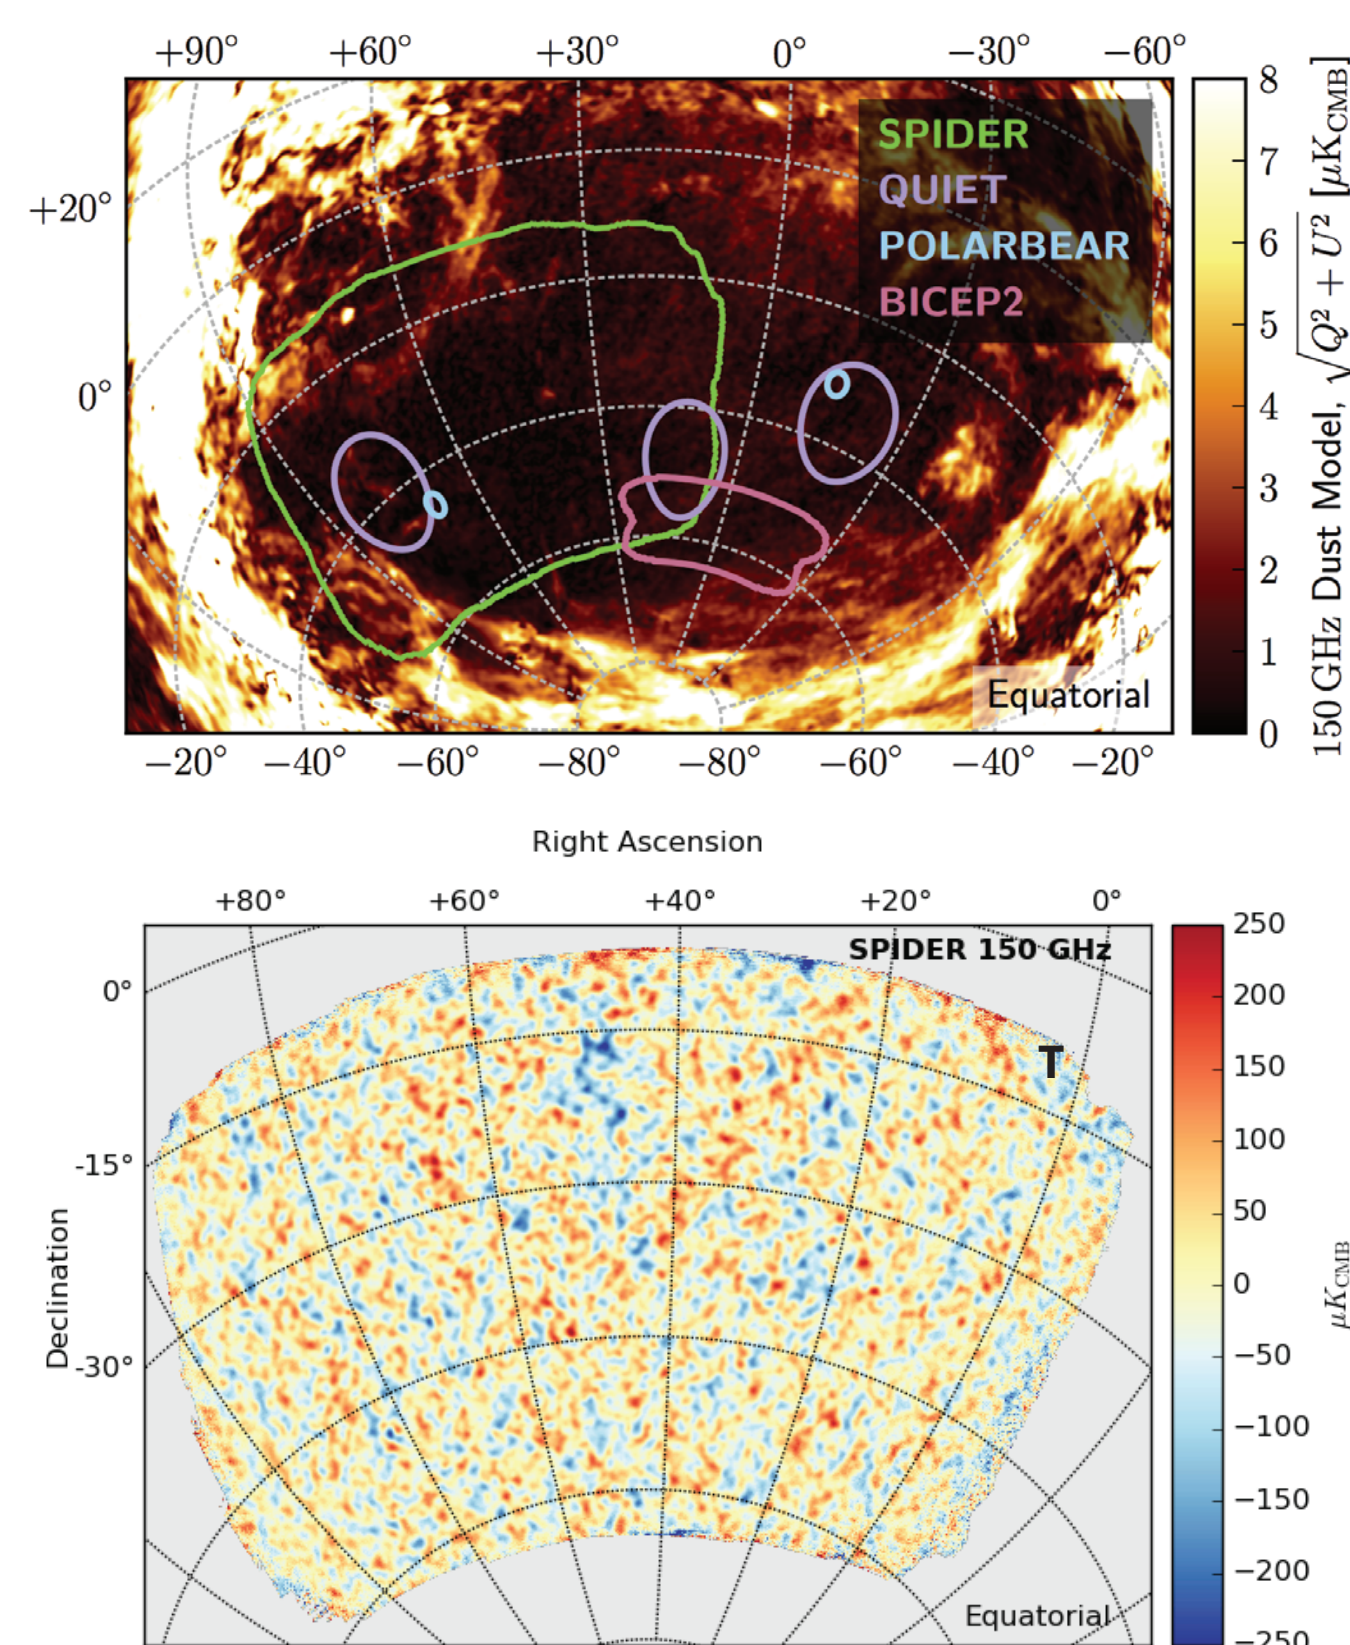 +90° +60° +30° 0° −30° −60°
+20°
0°
SPIDER
QUIET
POLARBEAR
BICEP2
Equatorial
−20° −40° −60° −80° −80° −60° −40° −20°
8
7
6
5
4
3
2
1
0
150 GHz Dust Model, √Q² + U² [μK_CMB]
Right Ascension
+80° +60° +40° +20° 0°
SPIDER 150 GHz
T
0°
-15°
-30°
Declination
Equatorial
250
200
150
100
50
0
−50
−100
−150
−200
−250
μK_CMB